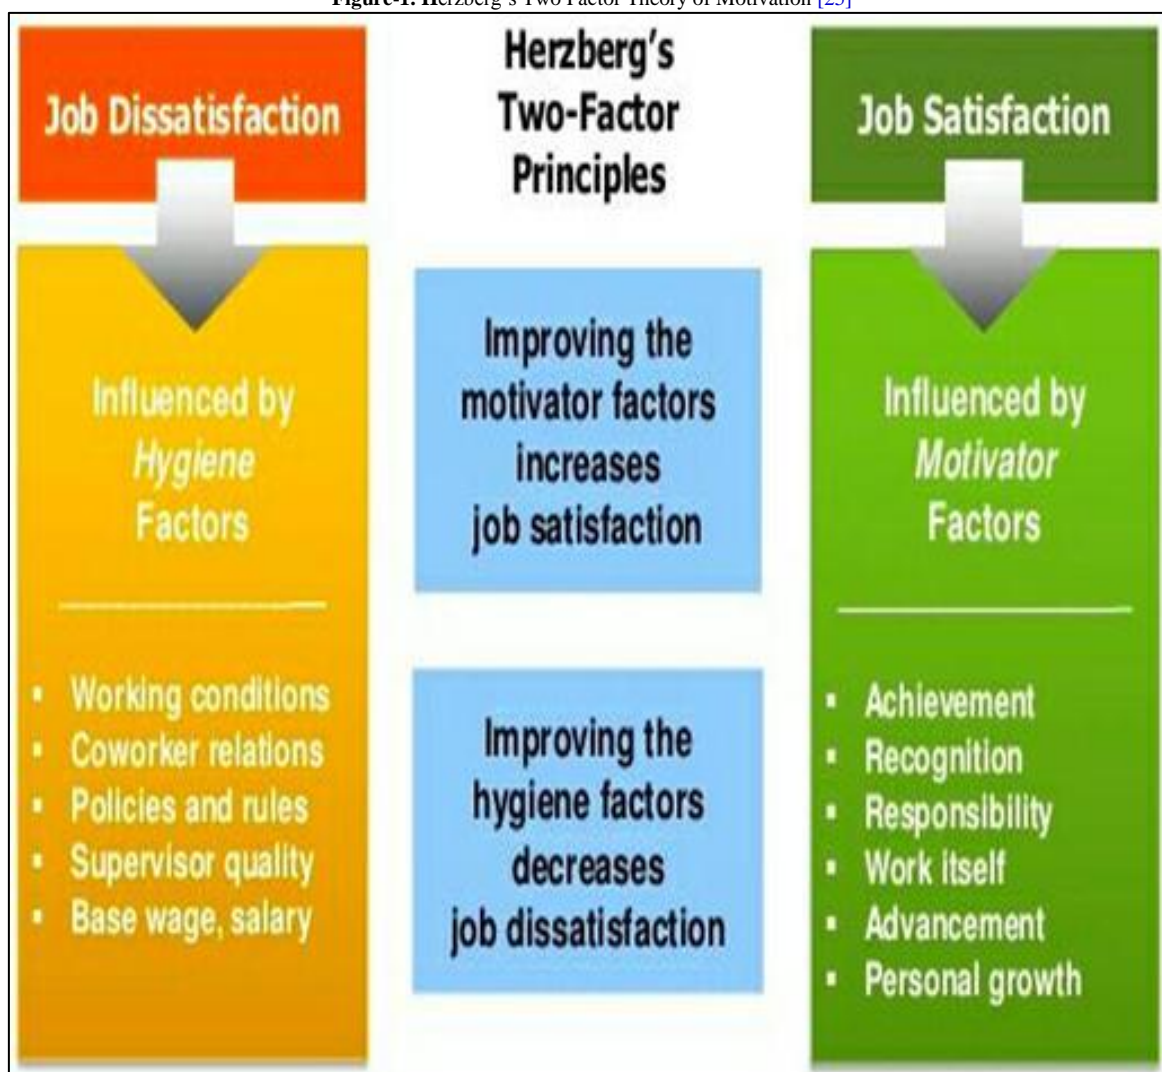 Figure-1. Herzberg's Two Factor Theory of Motivation [25]
Job Dissatisfaction
Influenced by
Hygiene
Factors
▪ Working conditions
▪ Coworker relations
▪ Policies and rules
▪ Supervisor quality
▪ Base wage, salary
Herzberg's
Two-Factor
Principles
Improving the
motivator factors
increases
job satisfaction
Improving the
hygiene factors
decreases
job dissatisfaction
Job Satisfaction
Influenced by
Motivator
Factors
▪ Achievement
▪ Recognition
▪ Responsibility
▪ Work itself
▪ Advancement
▪ Personal growth